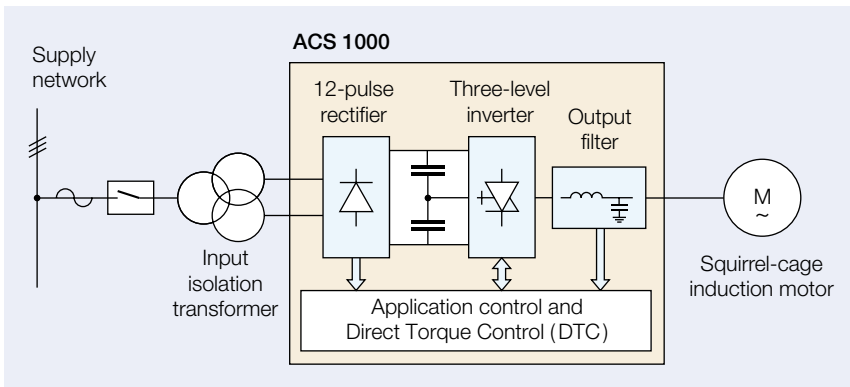 ACS 1000
Supply
network
12-pulse
rectifier
Three-level
inverter
Output
filter
M
~
Input
isolation
transformer
Squirrel-cage
induction motor
Application control and
Direct Torque Control (DTC)